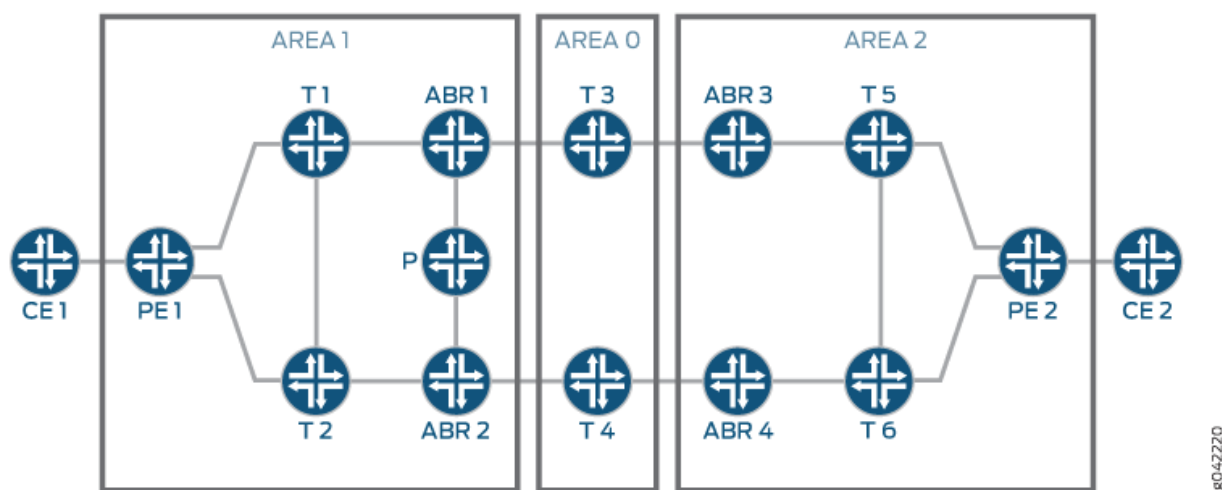 AREA 1
AREA 0
AREA 2
T 1
ABR 1
T 3
ABR 3
T 5
P
CE 1
PE 1
PE 2
CE 2
T 2
ABR 2
T 4
ABR 4
T 6
g042220